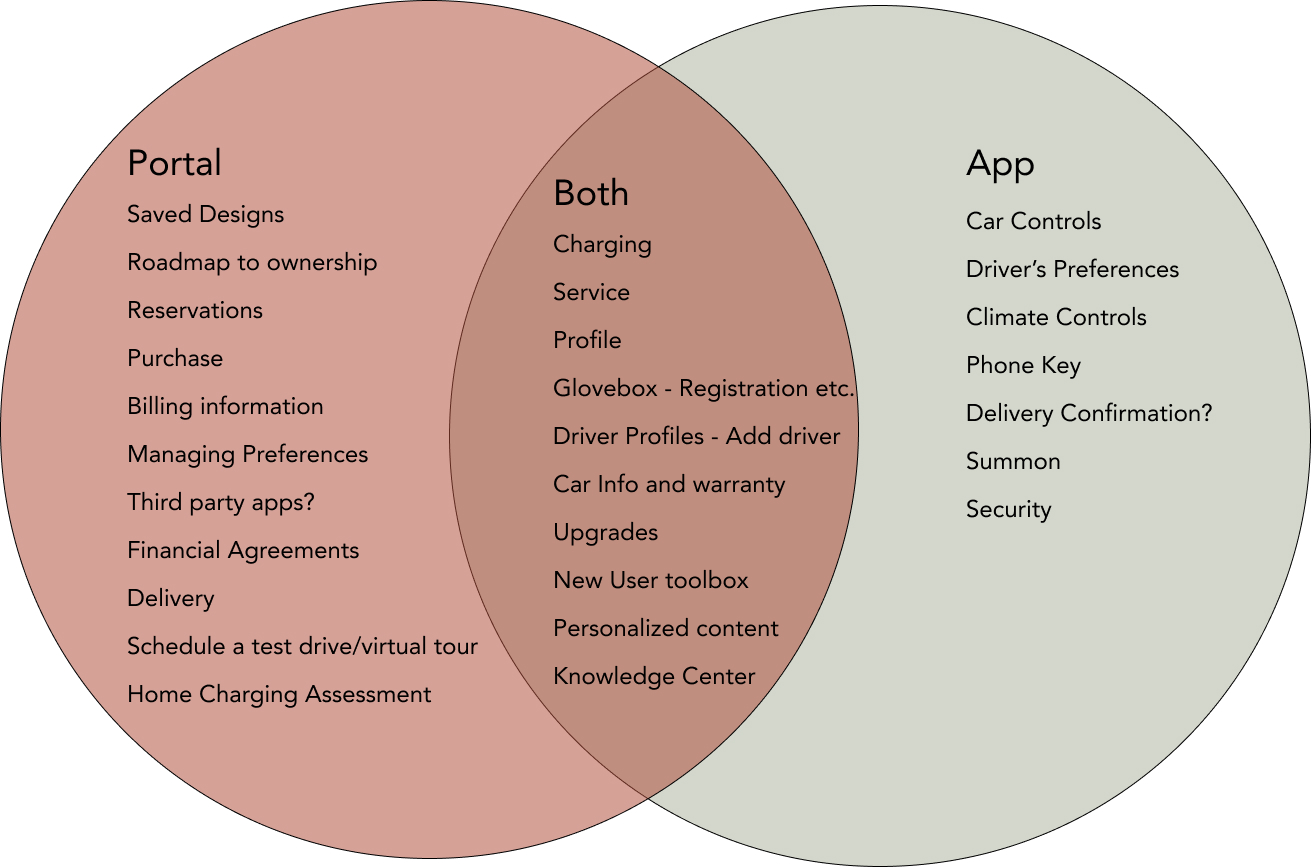 Portal
Saved Designs
Roadmap to ownership
Reservations
Purchase
Billing information
Managing Preferences
Third party apps?
Financial Agreements
Delivery
Schedule a test drive/virtual tour
Home Charging Assessment
Both
Charging
Service
Profile
Glovebox - Registration etc.
Driver Profiles - Add driver
Car Info and warranty
Upgrades
New User toolbox
Personalized content
Knowledge Center
App
Car Controls
Driver’s Preferences
Climate Controls
Phone Key
Delivery Confirmation?
Summon
Security